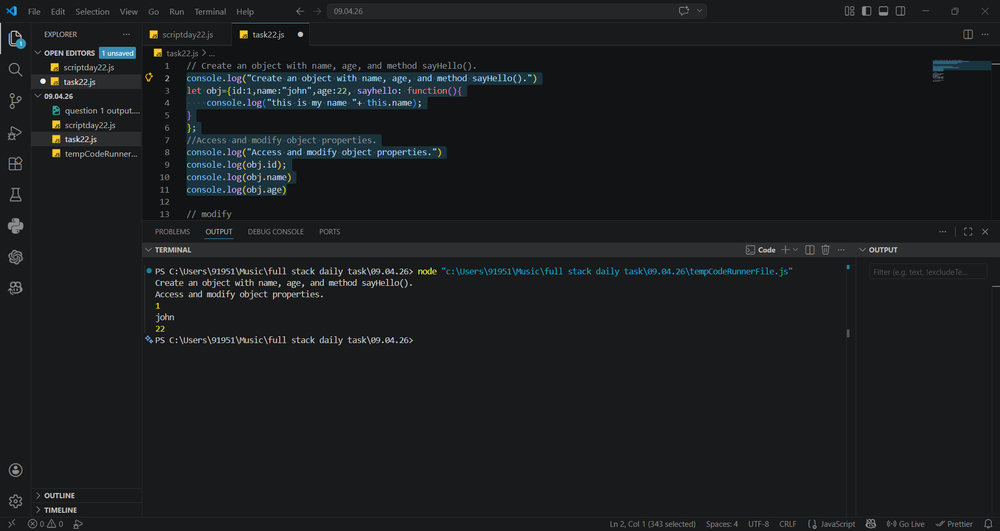 File Edit Selection View Go Run Terminal Help
09.04.26
EXPLORER
OPEN EDITORS 1 unsaved
scriptday22.js
task22.js
09.04.26
question 1 output....
scriptday22.js
task22.js
tempCodeRunner...
OUTLINE
TIMELINE
1
scriptday22.js
task22.js
task22.js > ...
1 // Create an object with name, age, and method sayHello().
2 console.log("Create an object with name, age, and method sayHello().")
3 let obj={id:1,name:"john",age:22, sayhello: function(){
4 console.log("this is my name "+ this.name);
5 }
6 };
7 //Access and modify object properties.
8 console.log("Access and modify object properties.")
9 console.log(obj.id);
10 console.log(obj.name)
11 console.log(obj.age)
12
13 // modify
PROBLEMS OUTPUT DEBUG CONSOLE PORTS
TERMINAL
Code
PS C:\Users\91951\Music\full stack daily task\09.04.26> node "c:\Users\91951\Music\full stack daily task\09.04.26\tempCodeRunnerFile.js"
Create an object with name, age, and method sayHello().
Access and modify object properties.
1
john
22
PS C:\Users\91951\Music\full stack daily task\09.04.26>
OUTPUT
Filter (e.g. text, !excludeTe...
0 0
Ln 2, Col 1 (343 selected) Spaces: 4 UTF-8 CRLF JavaScript Go Live Prettier